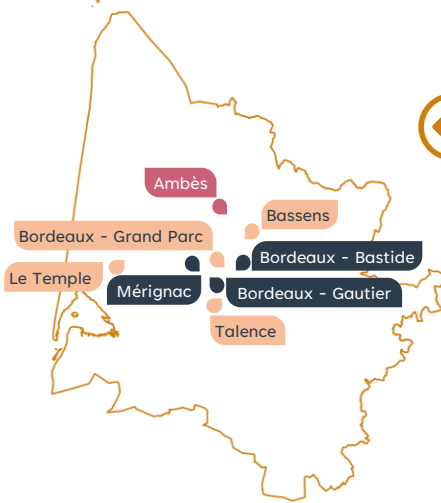 Ambès
Bassens
Bordeaux - Grand Parc
Bordeaux - Bastide
Le Temple
Mérignac
Bordeaux - Gautier
Talence